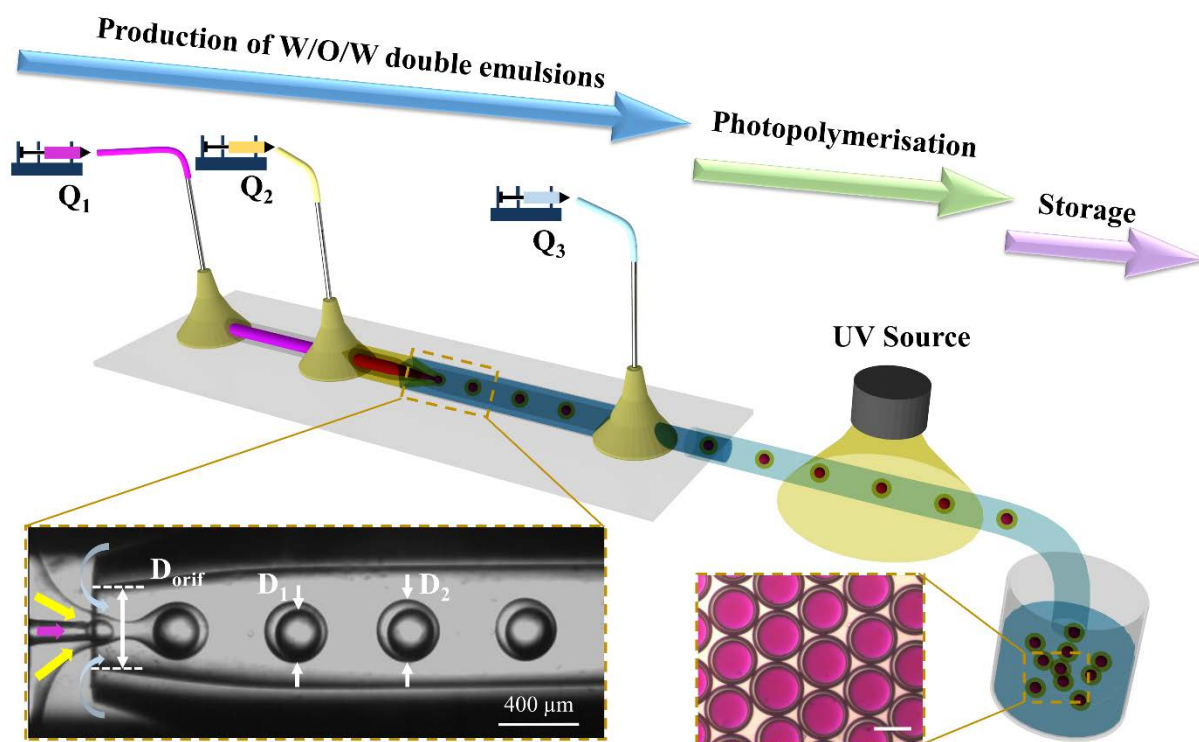 Production of W/O/W double emulsions
Photopolymerisation
Storage
Q1
Q2
Q3
UV Source
Dorif
D1
D2
400 µm